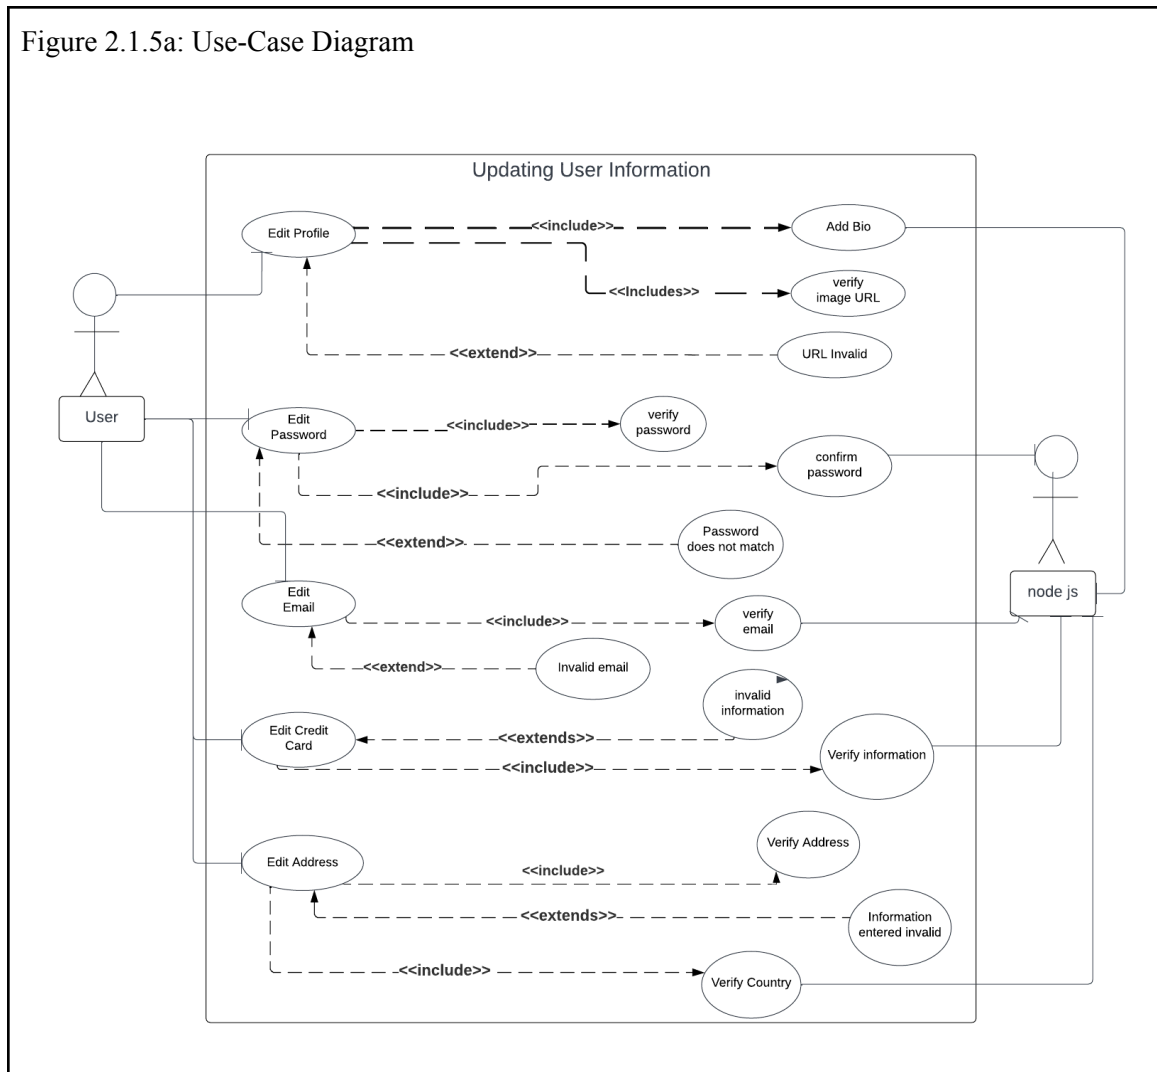 Figure 2.1.5a: Use-Case Diagram
Updating User Information
Edit Profile
<<include>>
Add Bio
<<Includes>>
verify
image URL
<<extend>>
URL Invalid
User
Edit
Password
<<include>>
verify
password
<<include>>
confirm
password
<<extend>>
Password
does not match
node js
Edit
Email
<<include>>
verify
email
<<extend>>
Invalid email
invalid
information
Edit Credit
Card
<<extends>>
<<include>>
Verify information
Edit Address
<<include>>
Verify Address
<<extends>>
Information
entered invalid
<<include>>
Verify Country